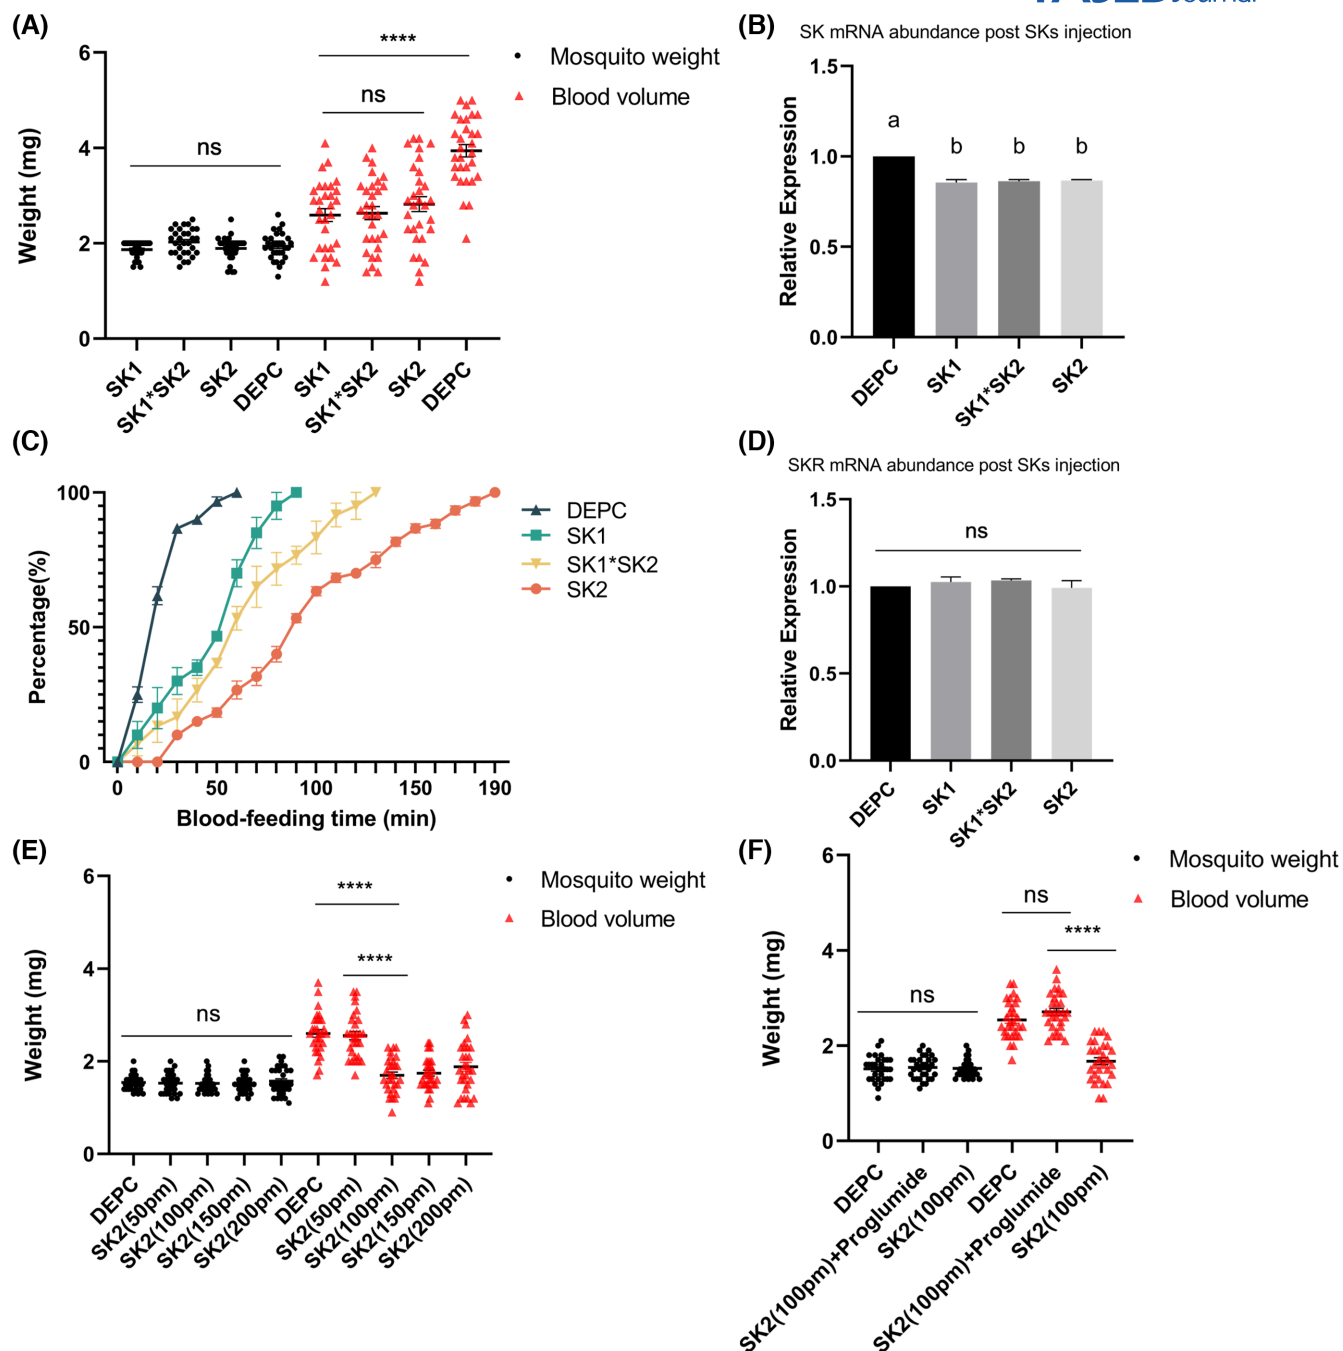 Journal
(A)
6
4
2
0
Weight (mg)
ns
ns
****
Mosquito weight
Blood volume
SK1
SK1*SK2
SK2
DEPC
SK1
SK1*SK2
SK2
DEPC
(B)
SK mRNA abundance post SKs injection
1.5
1.0
0.5
0.0
Relative Expression
a
b
b
b
DEPC
SK1
SK1*SK2
SK2
(C)
100
50
0
Percentage(%)
0
50
100
150
190
Blood-feeding time (min)
DEPC
SK1
SK1*SK2
SK2
(D)
SKR mRNA abundance post SKs injection
1.5
1.0
0.5
0.0
Relative Expression
ns
DEPC
SK1
SK1*SK2
SK2
(E)
6
4
2
0
Weight (mg)
ns
****
****
Mosquito weight
Blood volume
DEPC
SK2(50pm)
SK2(100pm)
SK2(150pm)
SK2(200pm)
DEPC
SK2(50pm)
SK2(100pm)
SK2(150pm)
SK2(200pm)
(F)
6
4
2
0
Weight (mg)
ns
ns
****
Mosquito weight
Blood volume
DEPC
SK2(100pm)+Proglumide
SK2(100pm)
DEPC
SK2(100pm)+Proglumide
SK2(100pm)